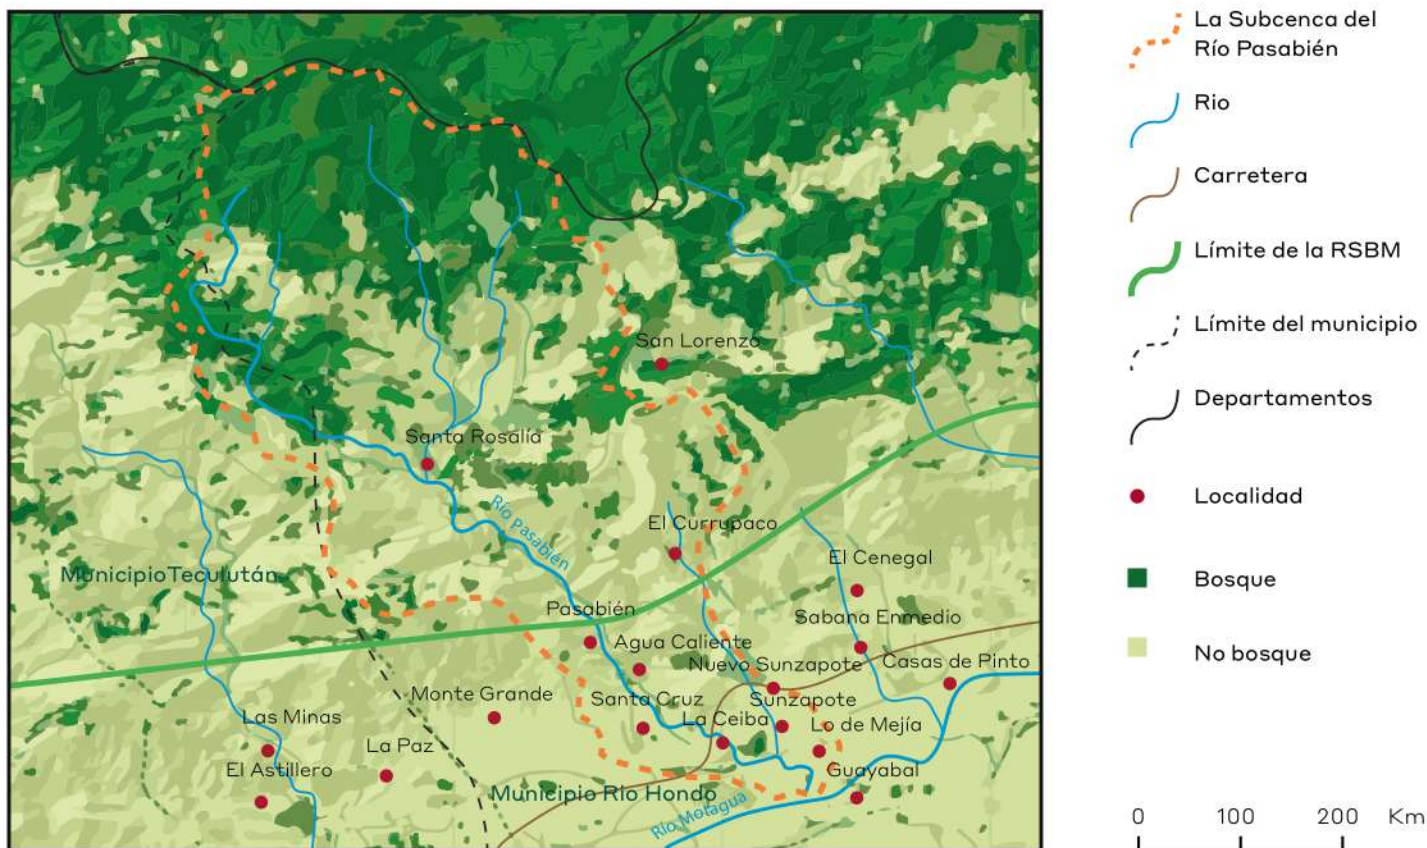 San Lorenzo
Santa Rosalía
Río Pasabién
El Currupaco
El Cenegal
Municipio Teculután
Pasabién
Sabana Enmedio
Agua Caliente
Nuevo Sunzapote
Casas de Pinto
Monte Grande
Santa Cruz
Sunzapote
Las Minas
La Ceiba
Lo de Mejía
La Paz
El Astillero
Guayabal
Municipio Río Hondo
Río Motagua
La Subcenca del
Río Pasabién
Rio
Carretera
Límite de la RSBM
Límite del municipio
Departamentos
Localidad
Bosque
No bosque
0 100 200 Km